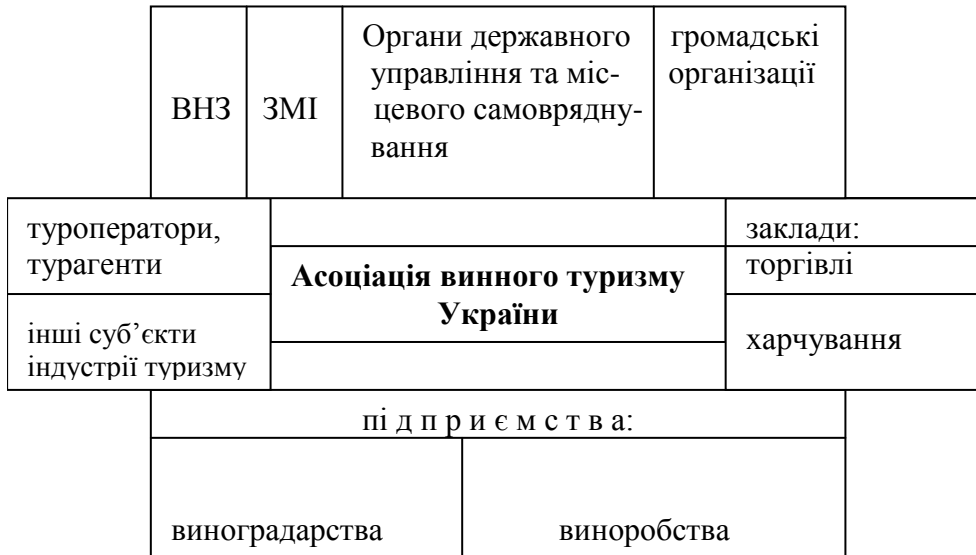 ВНЗ
ЗМІ
Органи державного
управління та міс-
цевого самоврядну-
вання
громадські
організації
туроператори,
турагенти
інші суб’єкти
індустрії туризму
Асоціація винного туризму
України
заклади:
торгівлі
харчування
пі д п р и є м с т в а:
виноградарства
виноробства